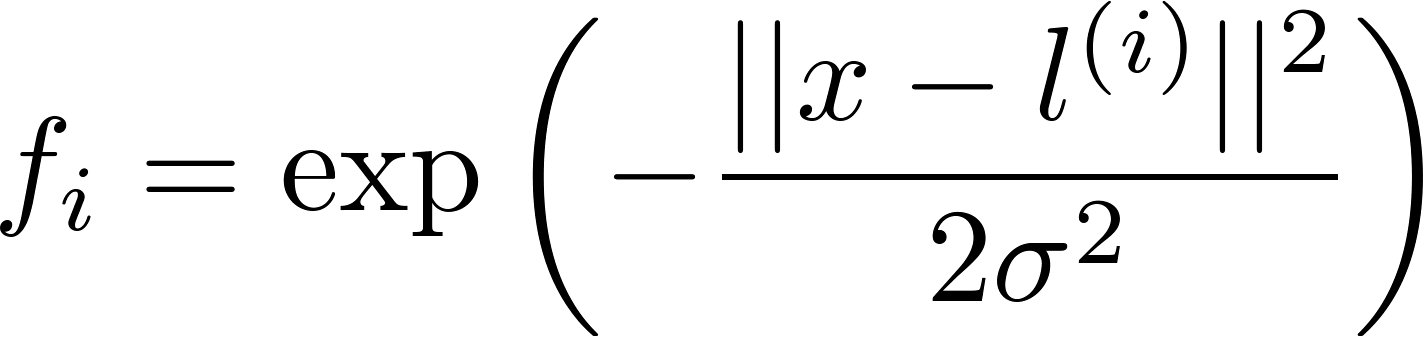 f_i = exp ( - ||x - l^{(i)}||^2 / 2σ^2 )